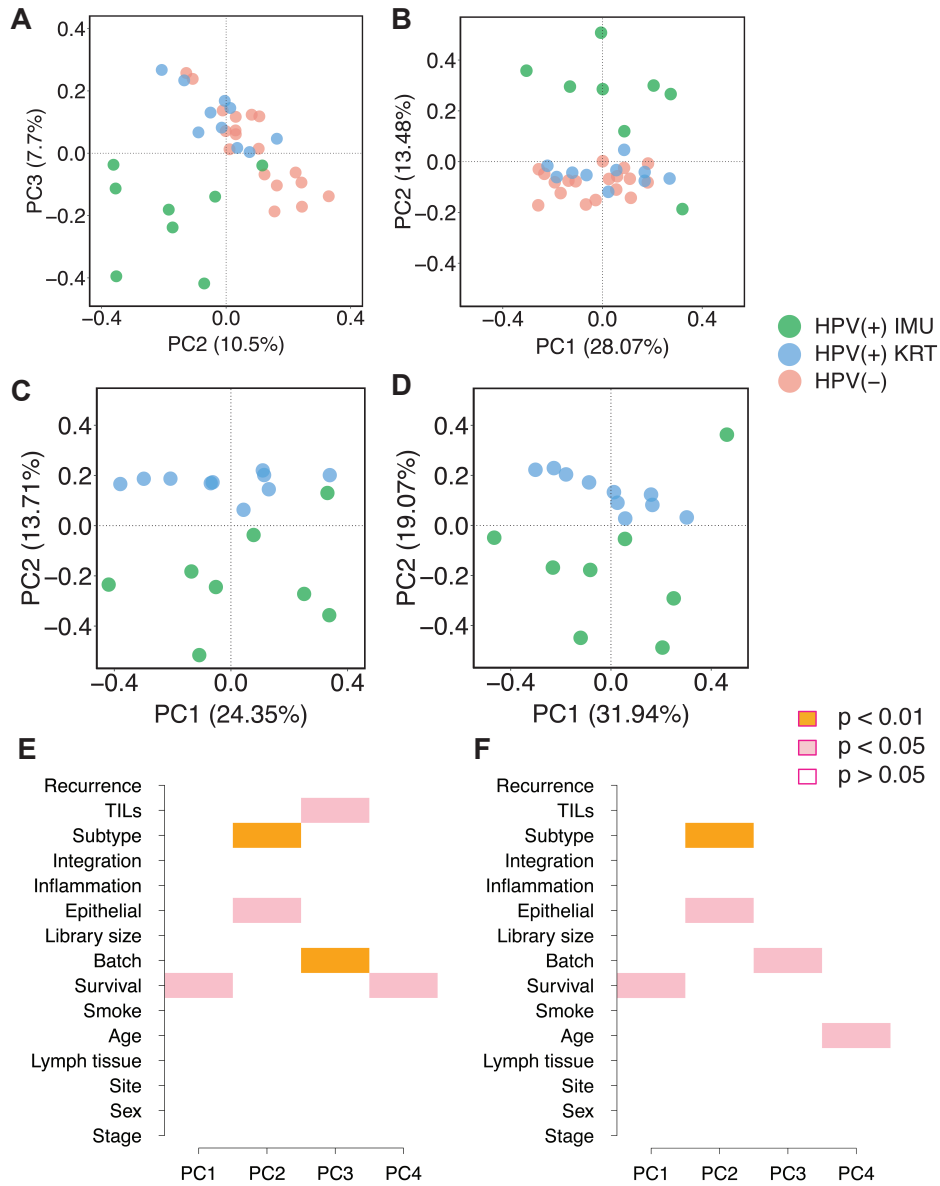 A
0.4
0.2
0.0
−0.2
−0.4
PC3 (7.7%)
−0.4
0.0
0.4
PC2 (10.5%)
B
0.4
0.2
0.0
−0.2
−0.4
PC2 (13.48%)
−0.4
0.0
0.4
PC1 (28.07%)
HPV(+) IMU
HPV(+) KRT
HPV(−)
C
0.4
0.2
0.0
−0.2
−0.4
PC2 (13.71%)
−0.4
0.0
0.4
PC1 (24.35%)
D
0.4
0.2
0.0
−0.2
−0.4
PC2 (19.07%)
−0.4
0.0
0.4
PC1 (31.94%)
p < 0.01
p < 0.05
p > 0.05
E
Recurrence
TILs
Subtype
Integration
Inflammation
Epithelial
Library size
Batch
Survival
Smoke
Age
Lymph tissue
Site
Sex
Stage
PC1 PC2 PC3 PC4
F
Recurrence
TILs
Subtype
Integration
Inflammation
Epithelial
Library size
Batch
Survival
Smoke
Age
Lymph tissue
Site
Sex
Stage
PC1 PC2 PC3 PC4